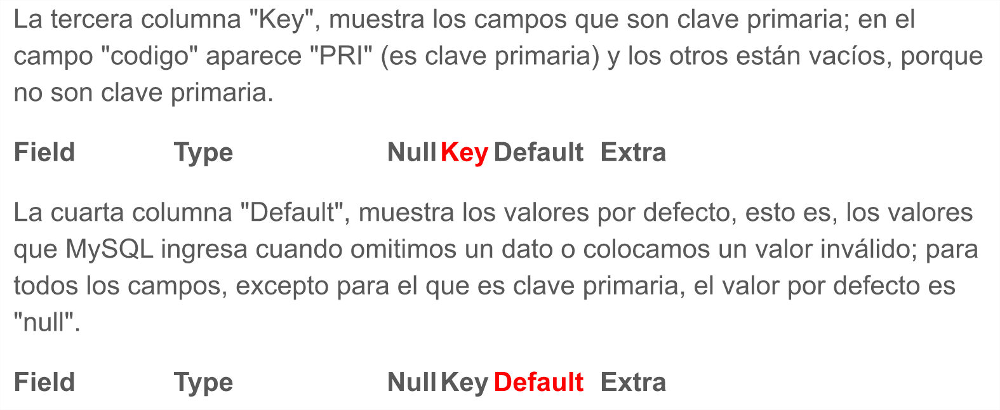 La tercera columna "Key", muestra los campos que son clave primaria; en el
campo "codigo" aparece "PRI" (es clave primaria) y los otros están vacíos, porque
no son clave primaria.
Field Type Null Key Default Extra
La cuarta columna "Default", muestra los valores por defecto, esto es, los valores
que MySQL ingresa cuando omitimos un dato o colocamos un valor inválido; para
todos los campos, excepto para el que es clave primaria, el valor por defecto es
"null".
Field Type Null Key Default Extra